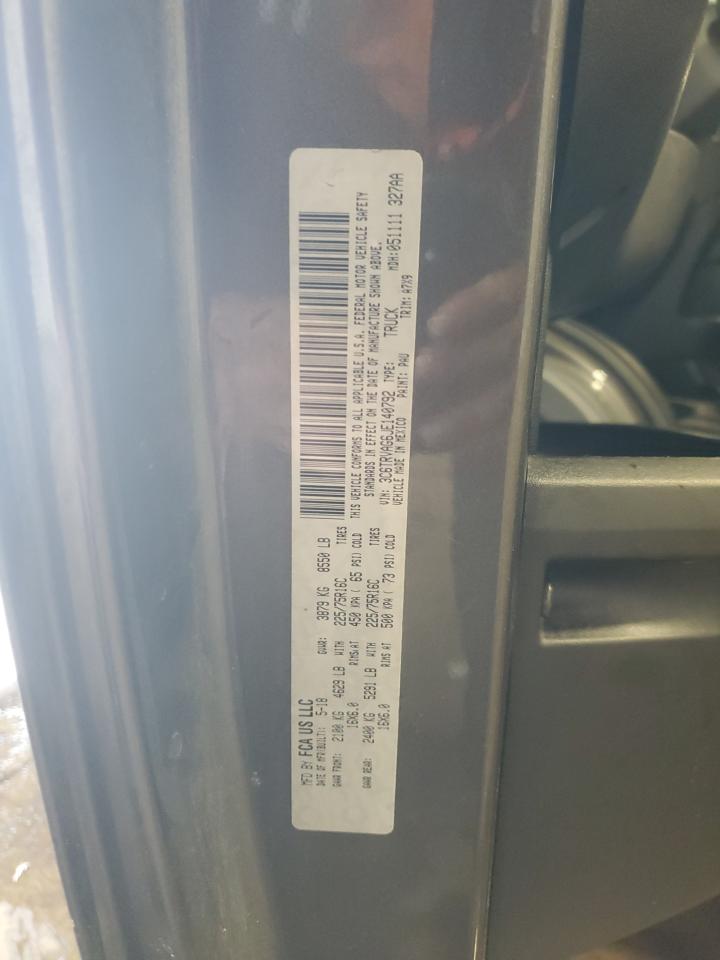 MFD BY FCA US LLC
DATE OF MFR(BUILT): 5-18 GVWR: 3879 KG 8550 LB
GAWR FRONT: 2100 KG 4629 LB WITH 225/75R16C TIRES
16X6.0 RIMS/AT 450 KPA ( 65 PSI) COLD
GAWR REAR: 2400 KG 5291 LB WITH 225/75R16C TIRES
16X6.0 RIMS AT 500 KPA ( 73 PSI) COLD
THIS VEHICLE CONFORMS TO ALL APPLICABLE U.S.A. FEDERAL MOTOR VEHICLE SAFETY
STANDARDS IN EFFECT ON THE DATE OF MANUFACTURE SHOWN ABOVE.
VIN: 3C6TRVAG6JE140792 TYPE: TRUCK MDH:051111 327AA
VEHICLE MADE IN MEXICO PAINT: PAU TRIM: A7X9